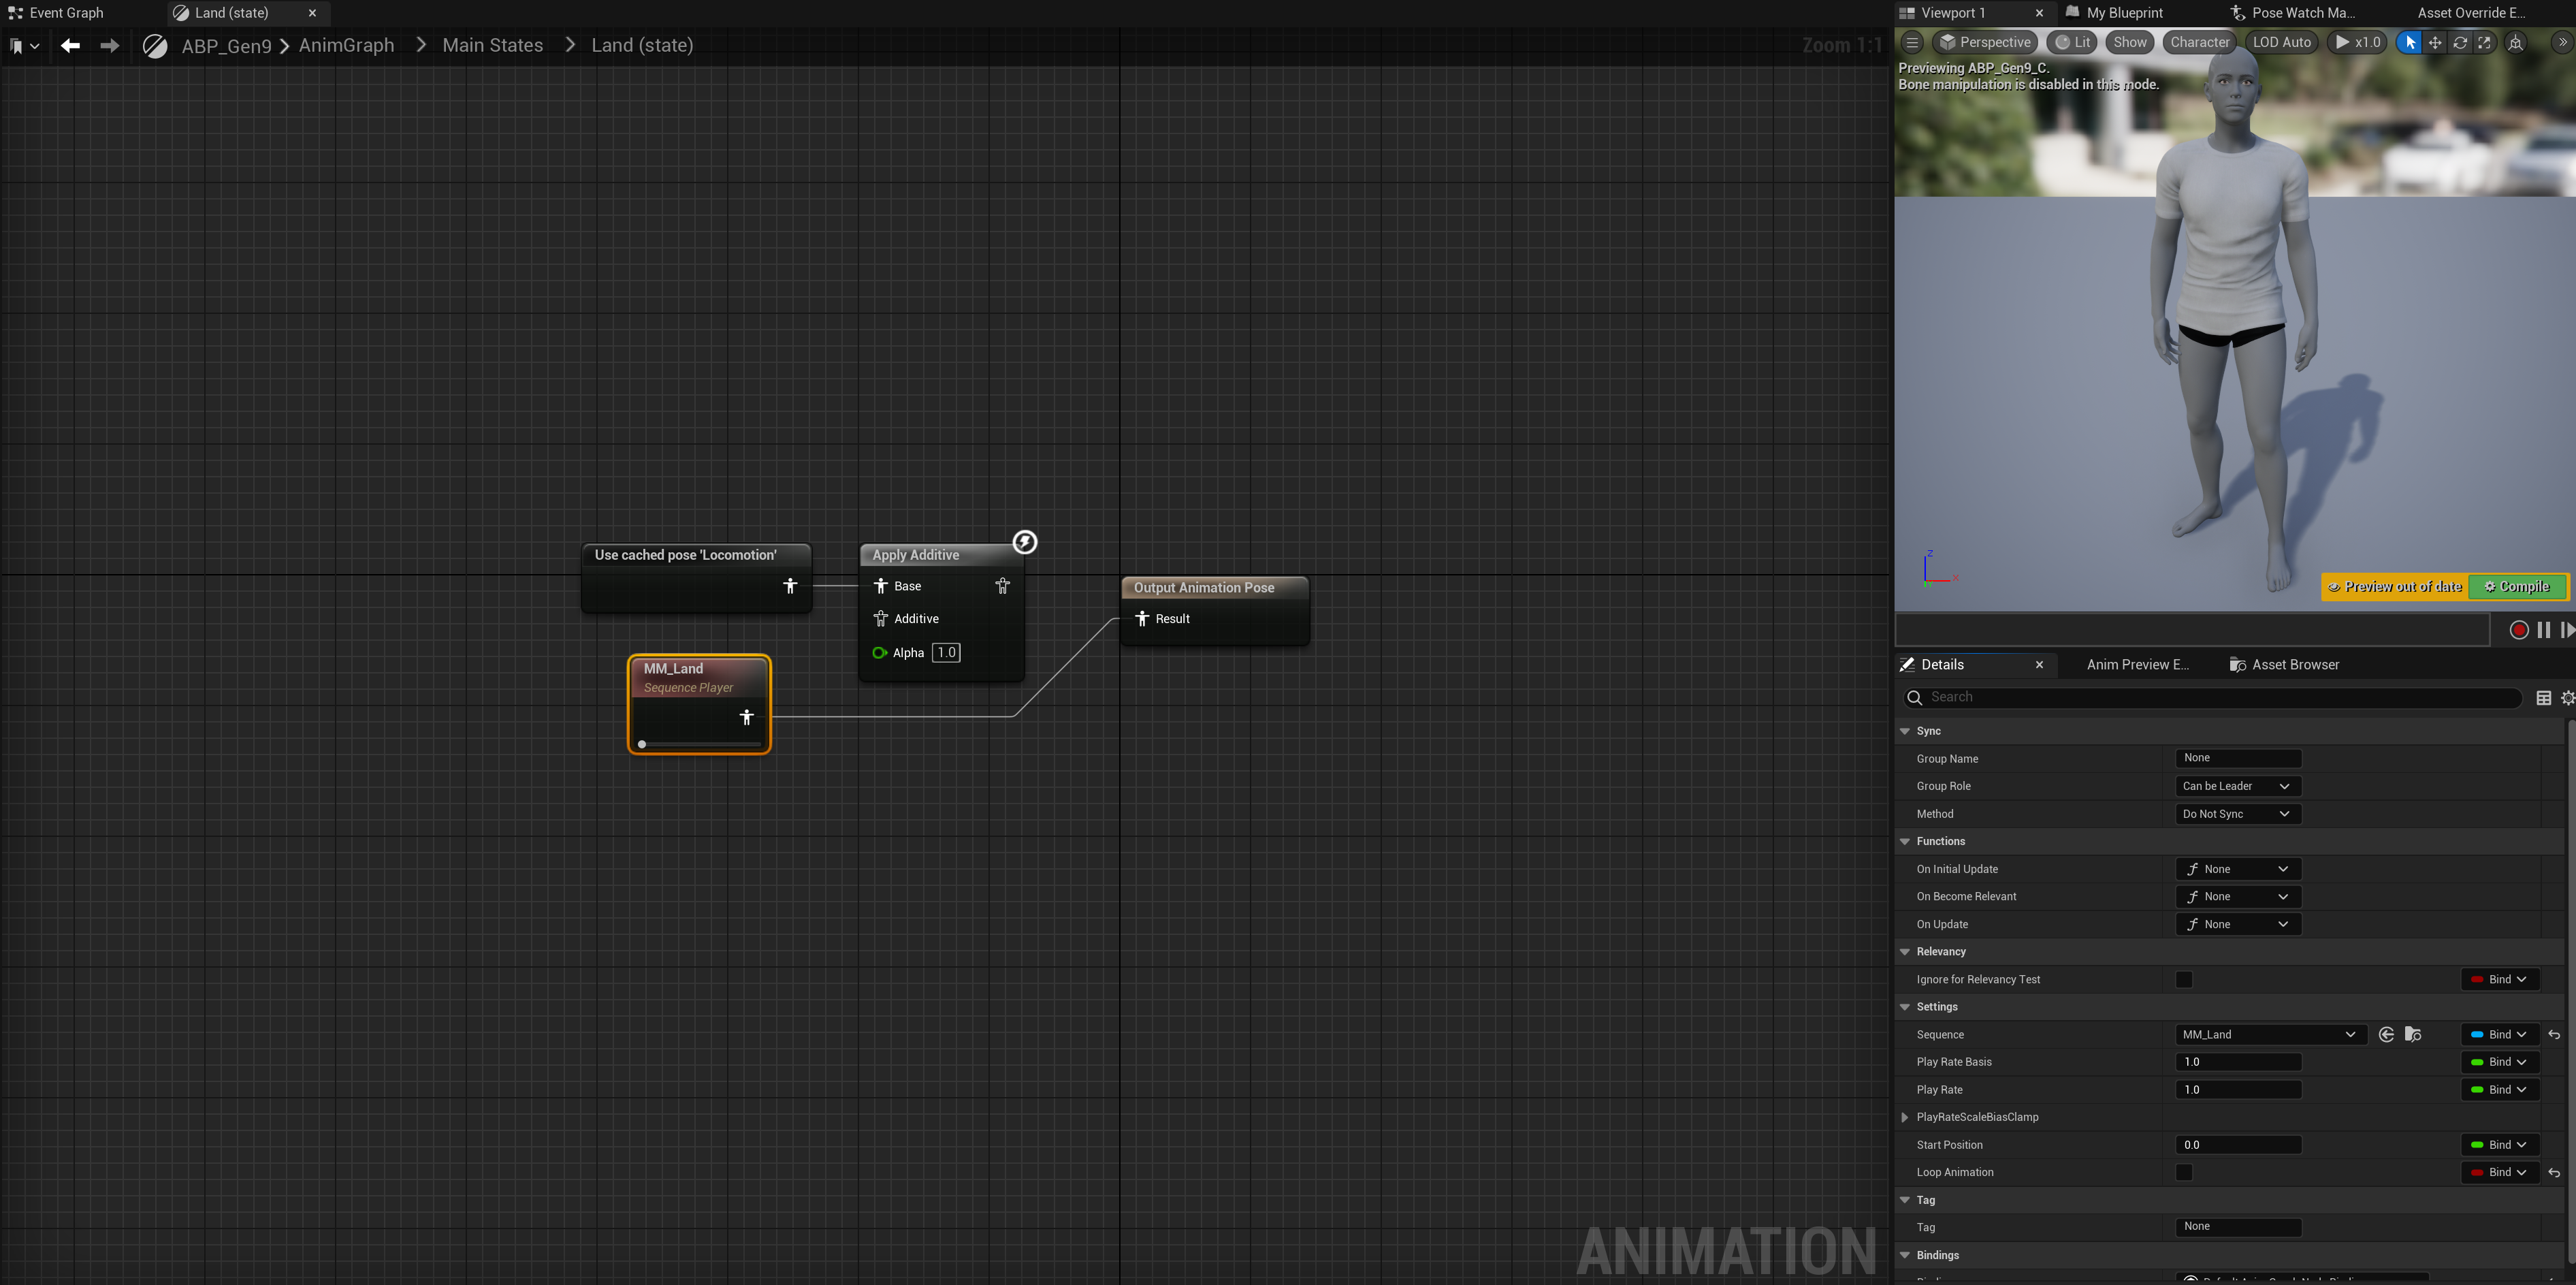 Event Graph
Land (state)
ABP_Gen9 > AnimGraph > Main States > Land (state)
Zoom 1:1
Use cached pose 'Locomotion'
Apply Additive
Base
Additive
Alpha 1.0
MM_Land
Sequence Player
Output Animation Pose
Result
ANIMATION
Viewport 1
My Blueprint
Pose Watch Ma...
Asset Override E...
Perspective
Lit
Show
Character
LOD Auto
x1.0
Previewing ABP_Gen9_C.
Bone manipulation is disabled in this mode.
Z
X
Preview out of date
Compile
Details
Anim Preview E...
Asset Browser
Search
Sync
Group Name None
Group Role Can be Leader
Method Do Not Sync
Functions
On Initial Update None
On Become Relevant None
On Update None
Relevancy
Ignore for Relevancy Test Bind
Settings
Sequence MM_Land Bind
Play Rate Basis 1.0 Bind
Play Rate 1.0 Bind
PlayRateScaleBiasClamp
Start Position 0.0 Bind
Loop Animation Bind
Tag
Tag None
Bindings